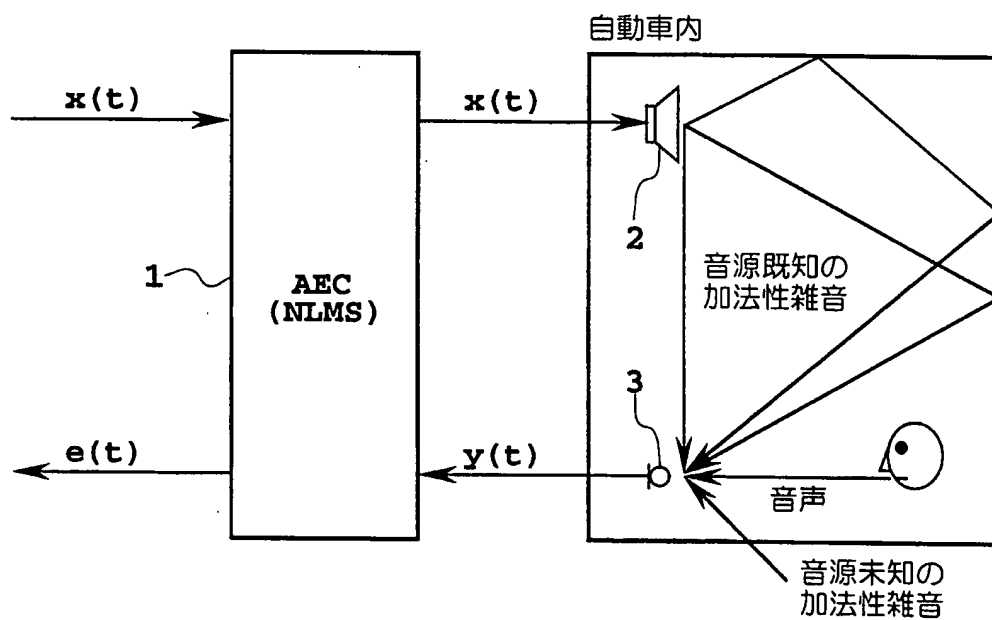 自動車内
x(t)
x(t)
2
1
AEC
(NLMS)
音源既知の
加法性雑音
3
e(t)
y(t)
音声
音源未知の
加法性雑音